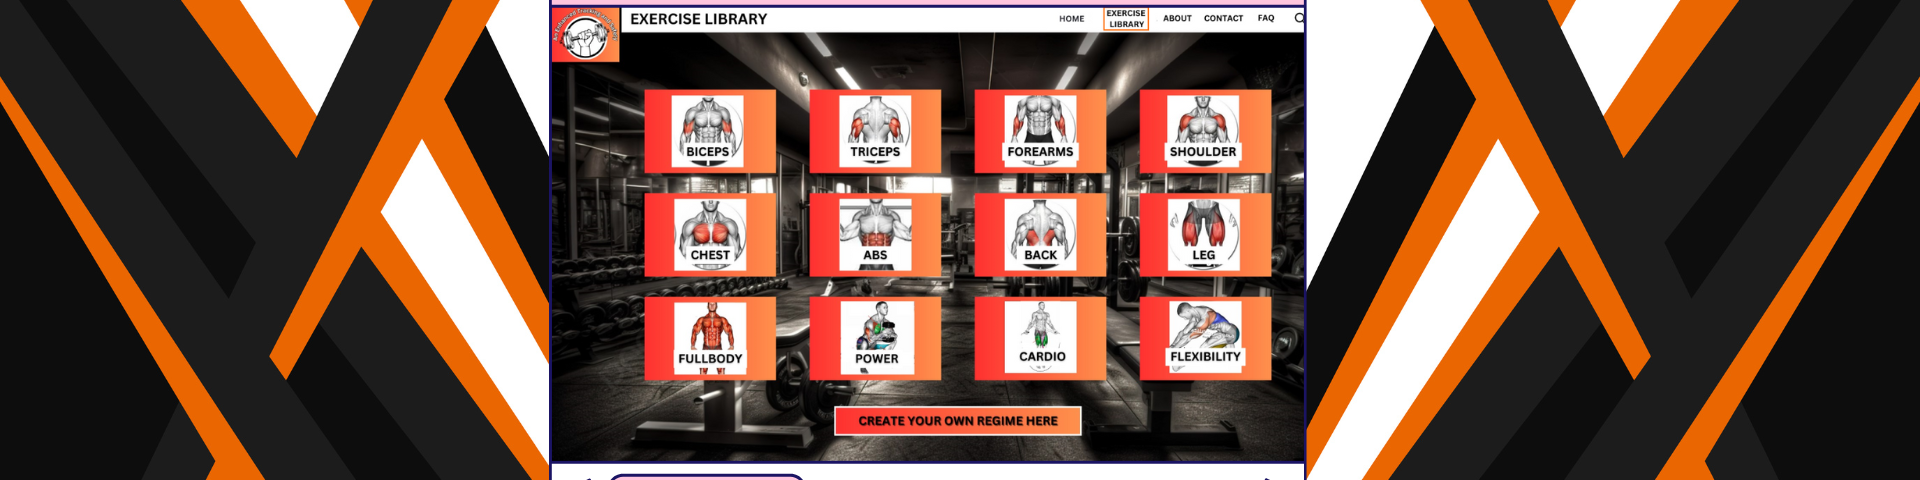 EXERCISE LIBRARY
HOME
EXERCISE
LIBRARY
ABOUT
CONTACT
FAQ
BICEPS
TRICEPS
FOREARMS
SHOULDER
CHEST
ABS
BACK
LEG
FULLBODY
POWER
CARDIO
FLEXIBILITY
CREATE YOUR OWN REGIME HERE